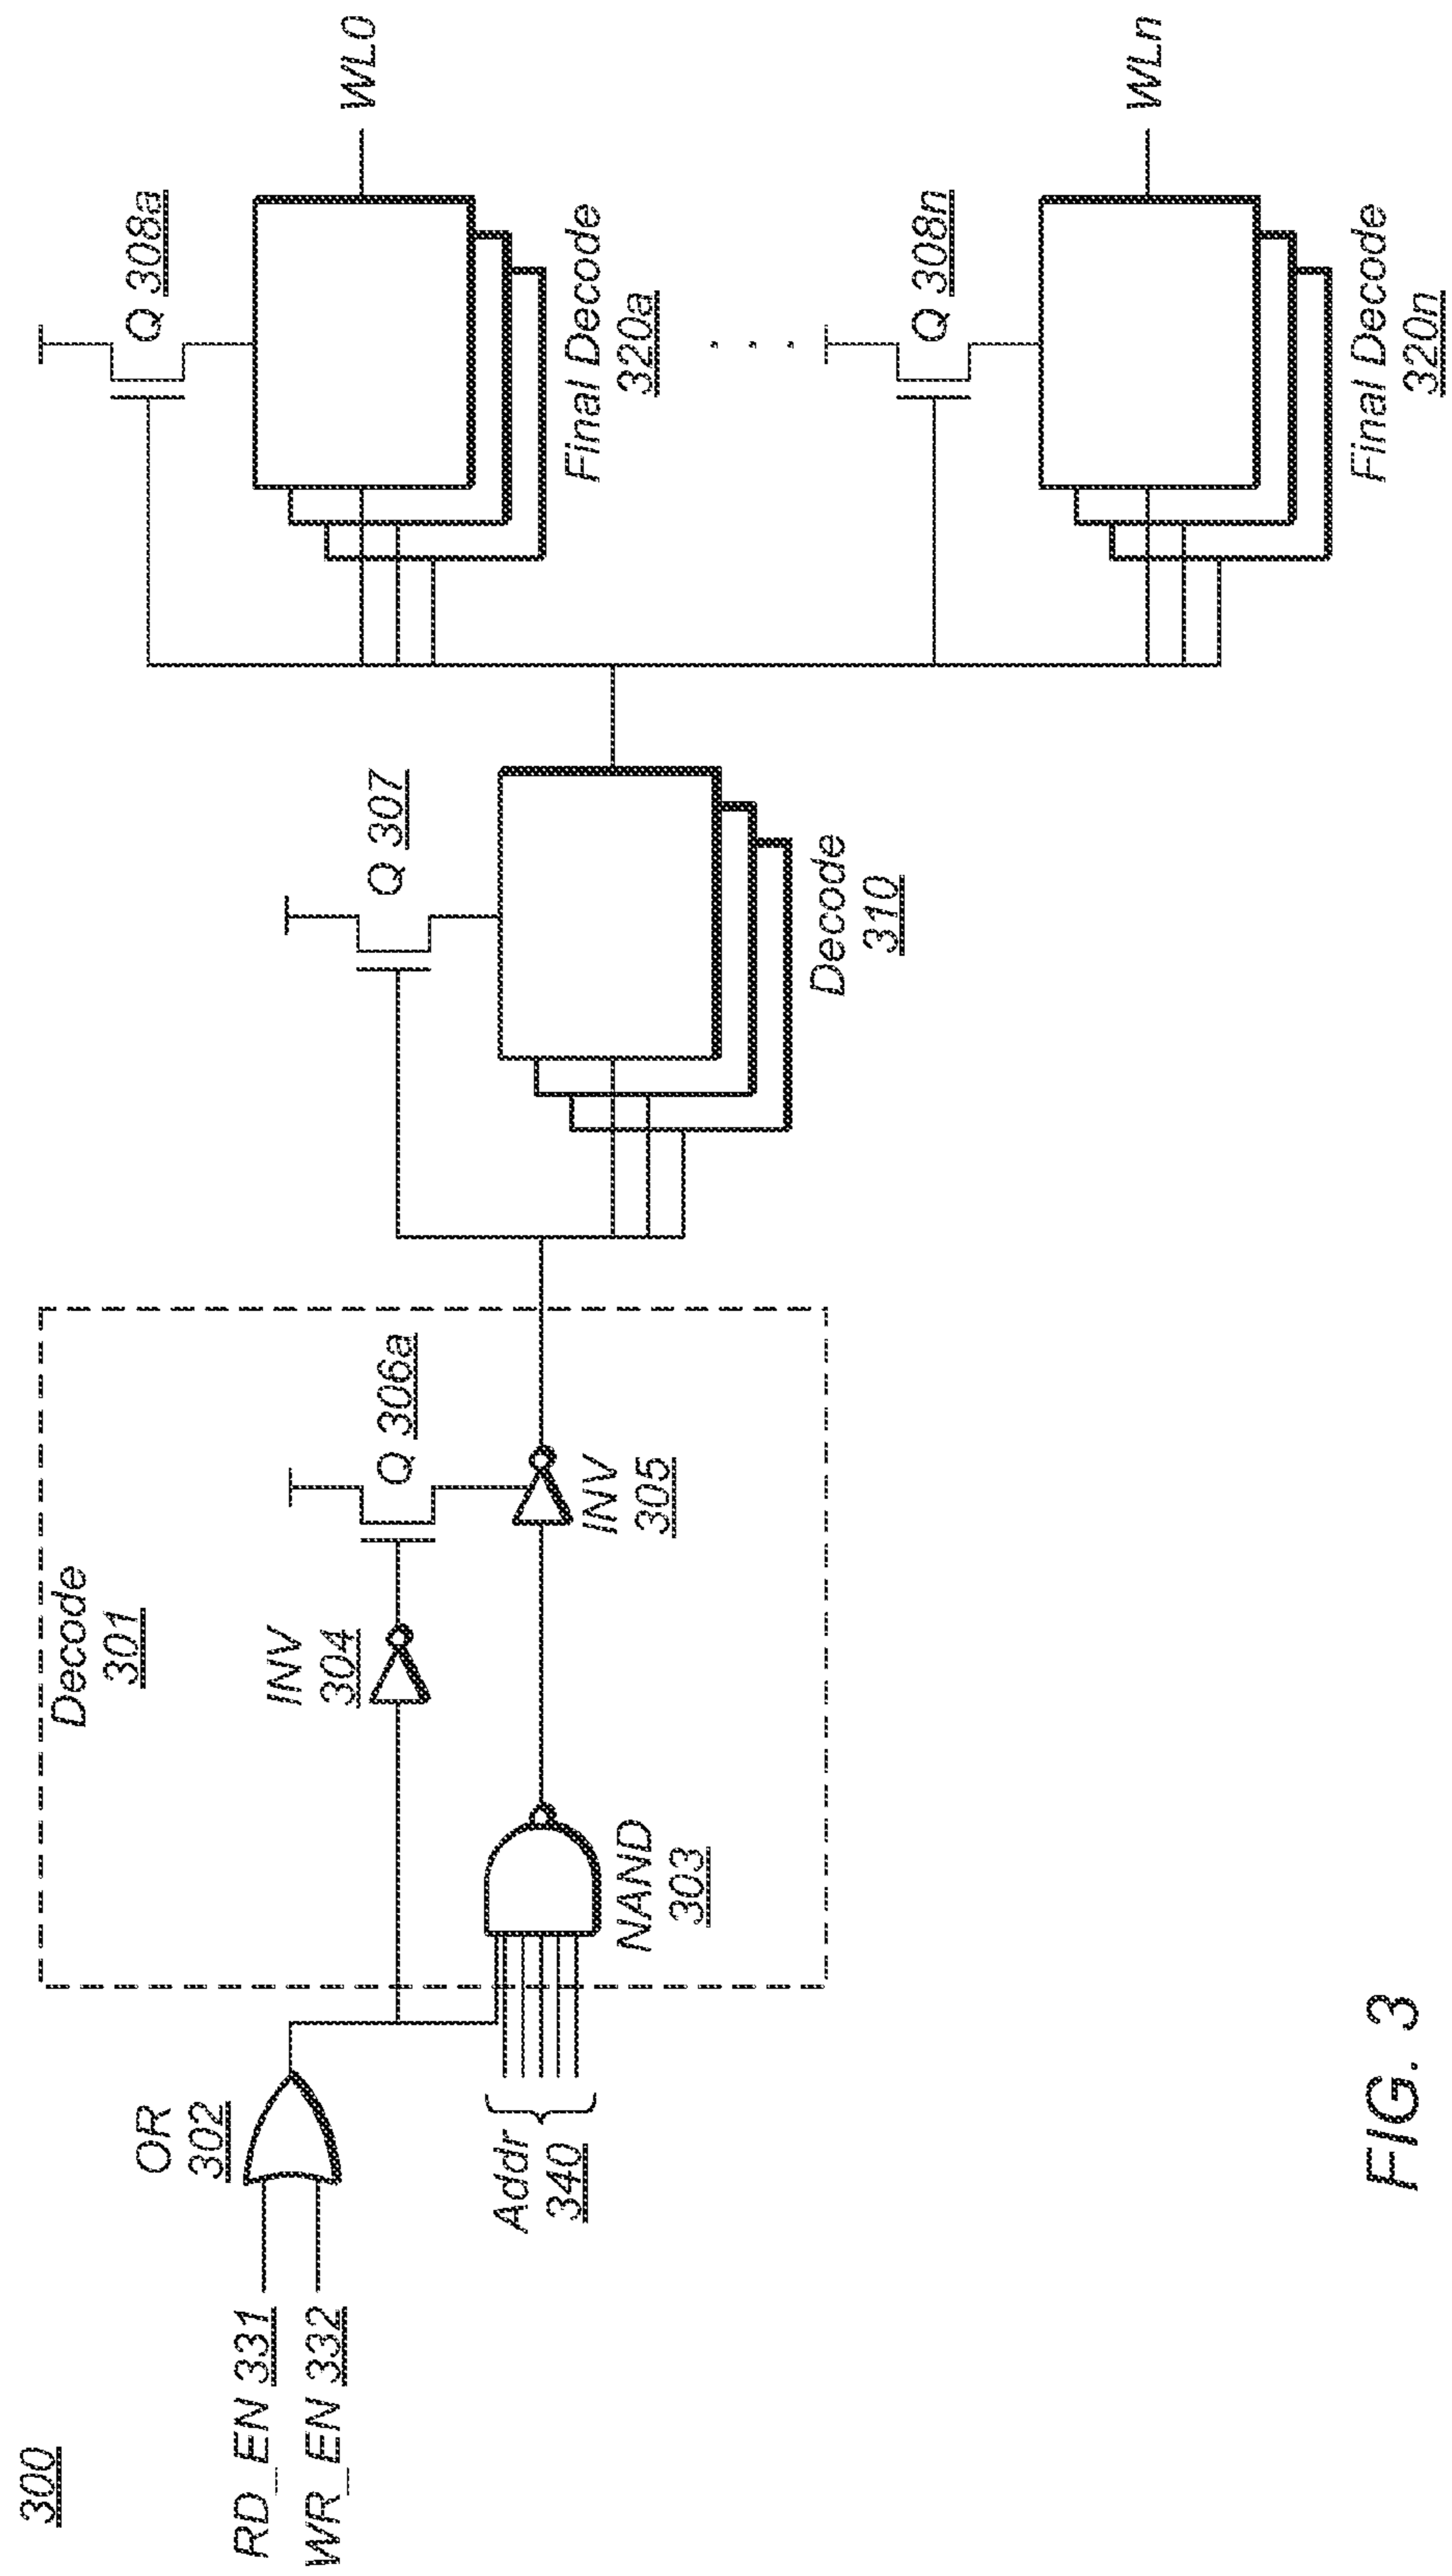 300
RD_EN 331
WR_EN 332
OR
302
Addr
340
Decode
301
INV
304
NAND
303
Q 306a
INV
305
Q 307
Decode
310
Q 308a
WL0
Final Decode
320a
. . .
Q 308n
WLn
Final Decode
320n
FIG. 3